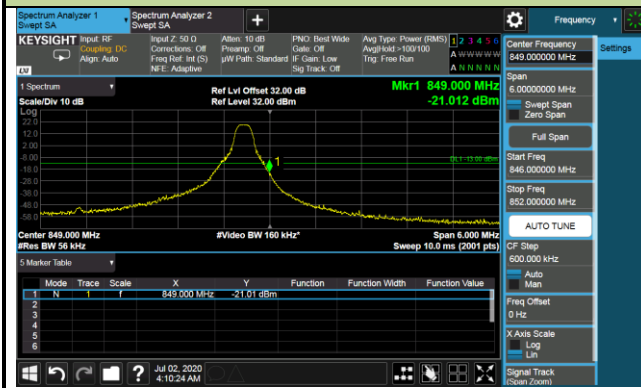 Spectrum Analyzer 1
Swept SA
Spectrum Analyzer 2
Swept SA
+
Frequency
KEYSIGHT
Input: RF
Coupling: DC
Align: Auto
Input Z: 50 Ω
Corrections: Off
Freq Ref: Int (S)
NFE: Adaptive
Atten: 10 dB
Preamp: Off
µW Path: Standard
PNO: Best Wide
Gate: Off
IF Gain: Low
Sig Track: Off
Avg Type: Power (RMS)
Avg|Hold:>100/100
Trig: Free Run
1 2 3 4 5 6
A W W W W W
A N N N N N
LXI
1 Spectrum
Scale/Div 10 dB
Ref Lvl Offset 32.00 dB
Ref Level 32.00 dBm
Mkr1 849.000 MHz
-21.012 dBm
Log
22.0
12.0
2.00
-8.00
-18.0
-28.0
-38.0
-48.0
-58.0
1
DL1 -13.00 dBm
Center 849.000 MHz
#Res BW 56 kHz
#Video BW 160 kHz*
Span 6.000 MHz
Sweep 10.0 ms (2001 pts)
5 Marker Table
Mode Trace Scale X Y Function Function Width Function Value
1 N 1 f 849.000 MHz -21.01 dBm
2
3
4
5
6
Jul 02, 2020
4:10:24 AM
Center Frequency
849.000000 MHz
Settings
Span
6.00000000 MHz
Swept Span
Zero Span
Full Span
Start Freq
846.000000 MHz
Stop Freq
852.000000 MHz
AUTO TUNE
CF Step
600.000 kHz
Auto
Man
Freq Offset
0 Hz
X Axis Scale
Log
Lin
Signal Track
(Span Zoom)